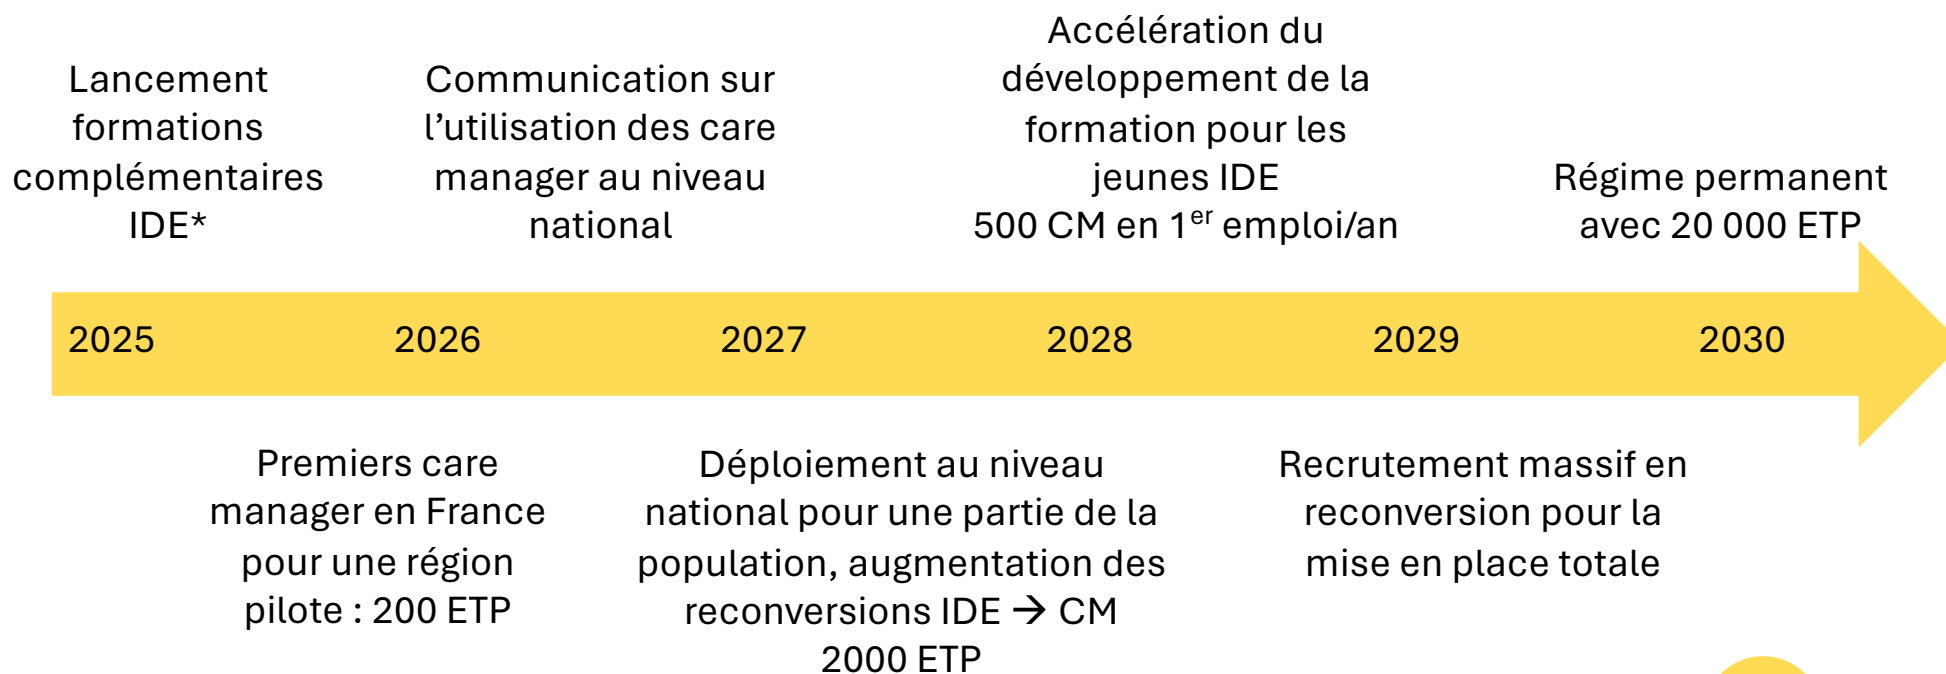 Lancement
formations
complémentaires
IDE*
Communication sur
l’utilisation des care
manager au niveau
national
Accélération du
développement de la
formation pour les
jeunes IDE
500 CM en 1er emploi/an
Régime permanent
avec 20 000 ETP
2025
2026
2027
2028
2029
2030
Premiers care
manager en France
pour une région
pilote : 200 ETP
Déploiement au niveau
national pour une partie de la
population, augmentation des
reconversions IDE → CM
2000 ETP
Recrutement massif en
reconversion pour la
mise en place totale